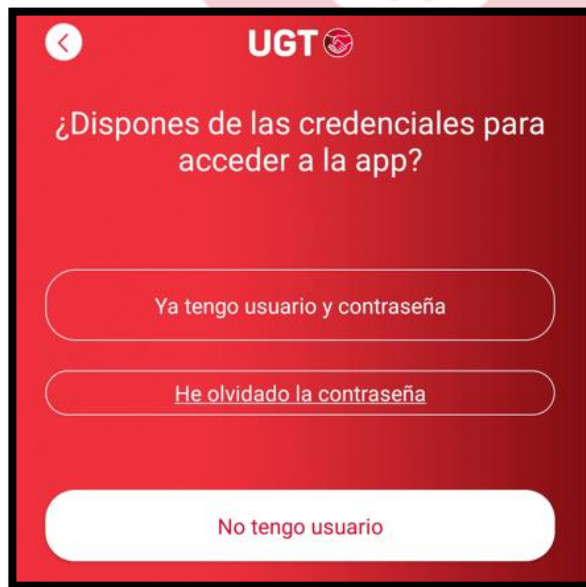 UGT
¿Dispones de las credenciales para
acceder a la app?
Ya tengo usuario y contraseña
He olvidado la contraseña
No tengo usuario